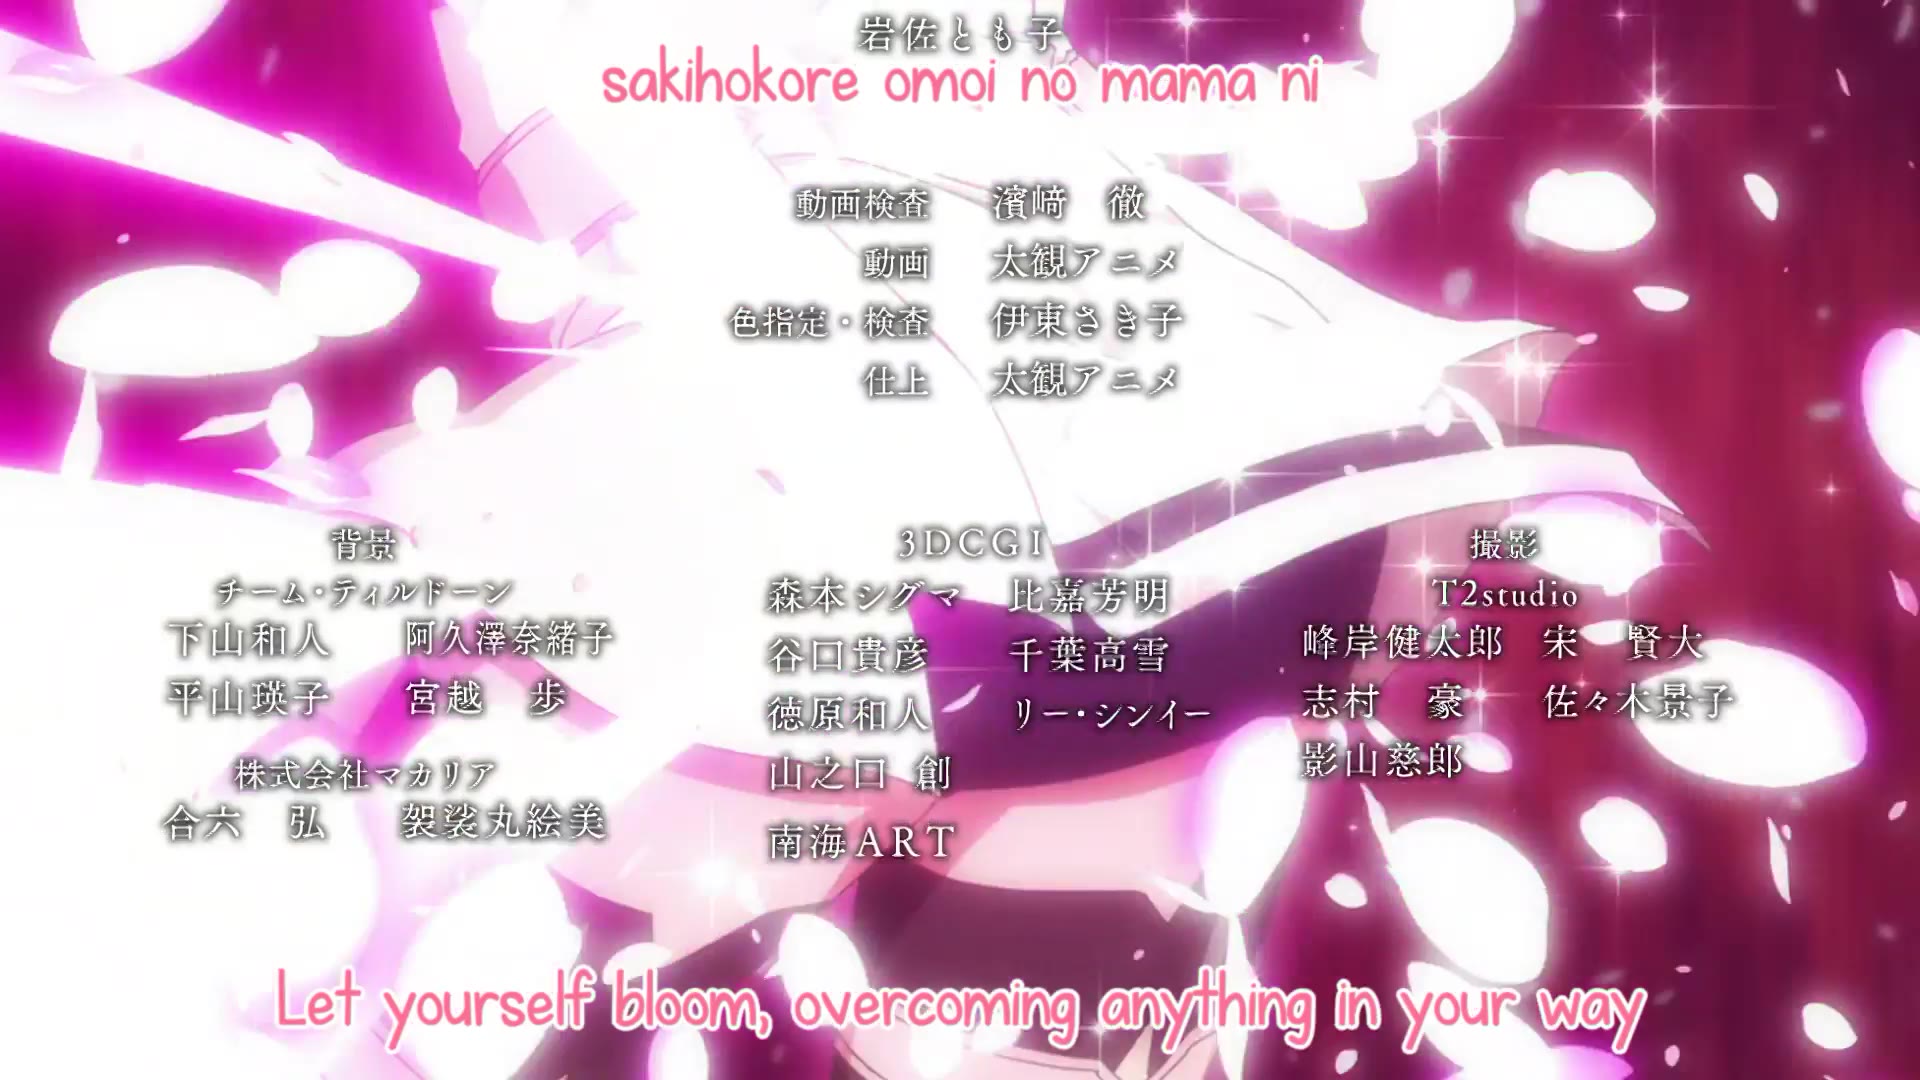 岩佐とも子
sakihokore omoi no mama ni
動画検査　濱﨑　徹
動画　太観アニメ
色指定・検査　伊東さき子
仕上　太観アニメ
背景
チーム・ティルドーン
下山和人　阿久澤奈緒子
平山瑛子　宮越　歩
株式会社マカリア
合六　弘　袈裟丸絵美
3DCGI
森本シグマ　比嘉芳明
谷口貴彦　千葉高雪
徳原和人　リー・シンイー
山之口 創
南海ART
撮影
T2studio
峰岸健太郎　宋　賢大
志村　豪　佐々木景子
影山慈郎
Let yourself bloom, overcoming anything in your way